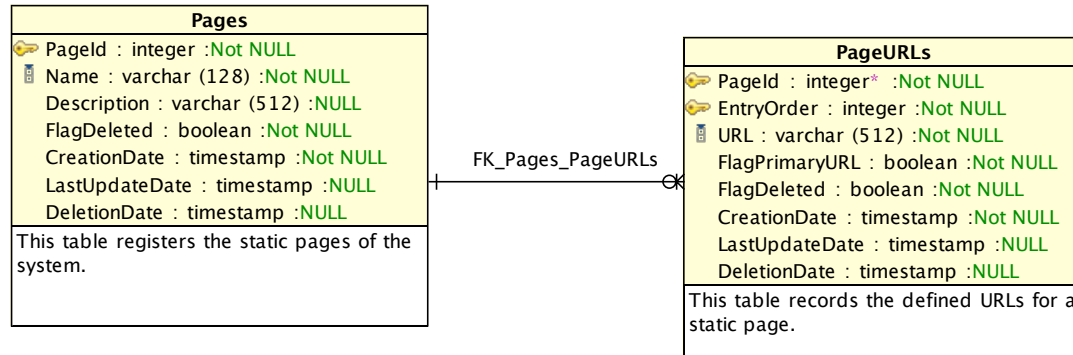 Pages
PageId : integer :Not NULL
Name : varchar (128) :Not NULL
Description : varchar (512) :NULL
FlagDeleted : boolean :Not NULL
CreationDate : timestamp :Not NULL
LastUpdateDate : timestamp :NULL
DeletionDate : timestamp :NULL
This table registers the static pages of the
system.
FK_Pages_PageURLs
PageURLs
PageId : integer* :Not NULL
EntryOrder : integer :Not NULL
URL : varchar (512) :Not NULL
FlagPrimaryURL : boolean :Not NULL
FlagDeleted : boolean :Not NULL
CreationDate : timestamp :Not NULL
LastUpdateDate : timestamp :NULL
DeletionDate : timestamp :NULL
This table records the defined URLs for a
static page.